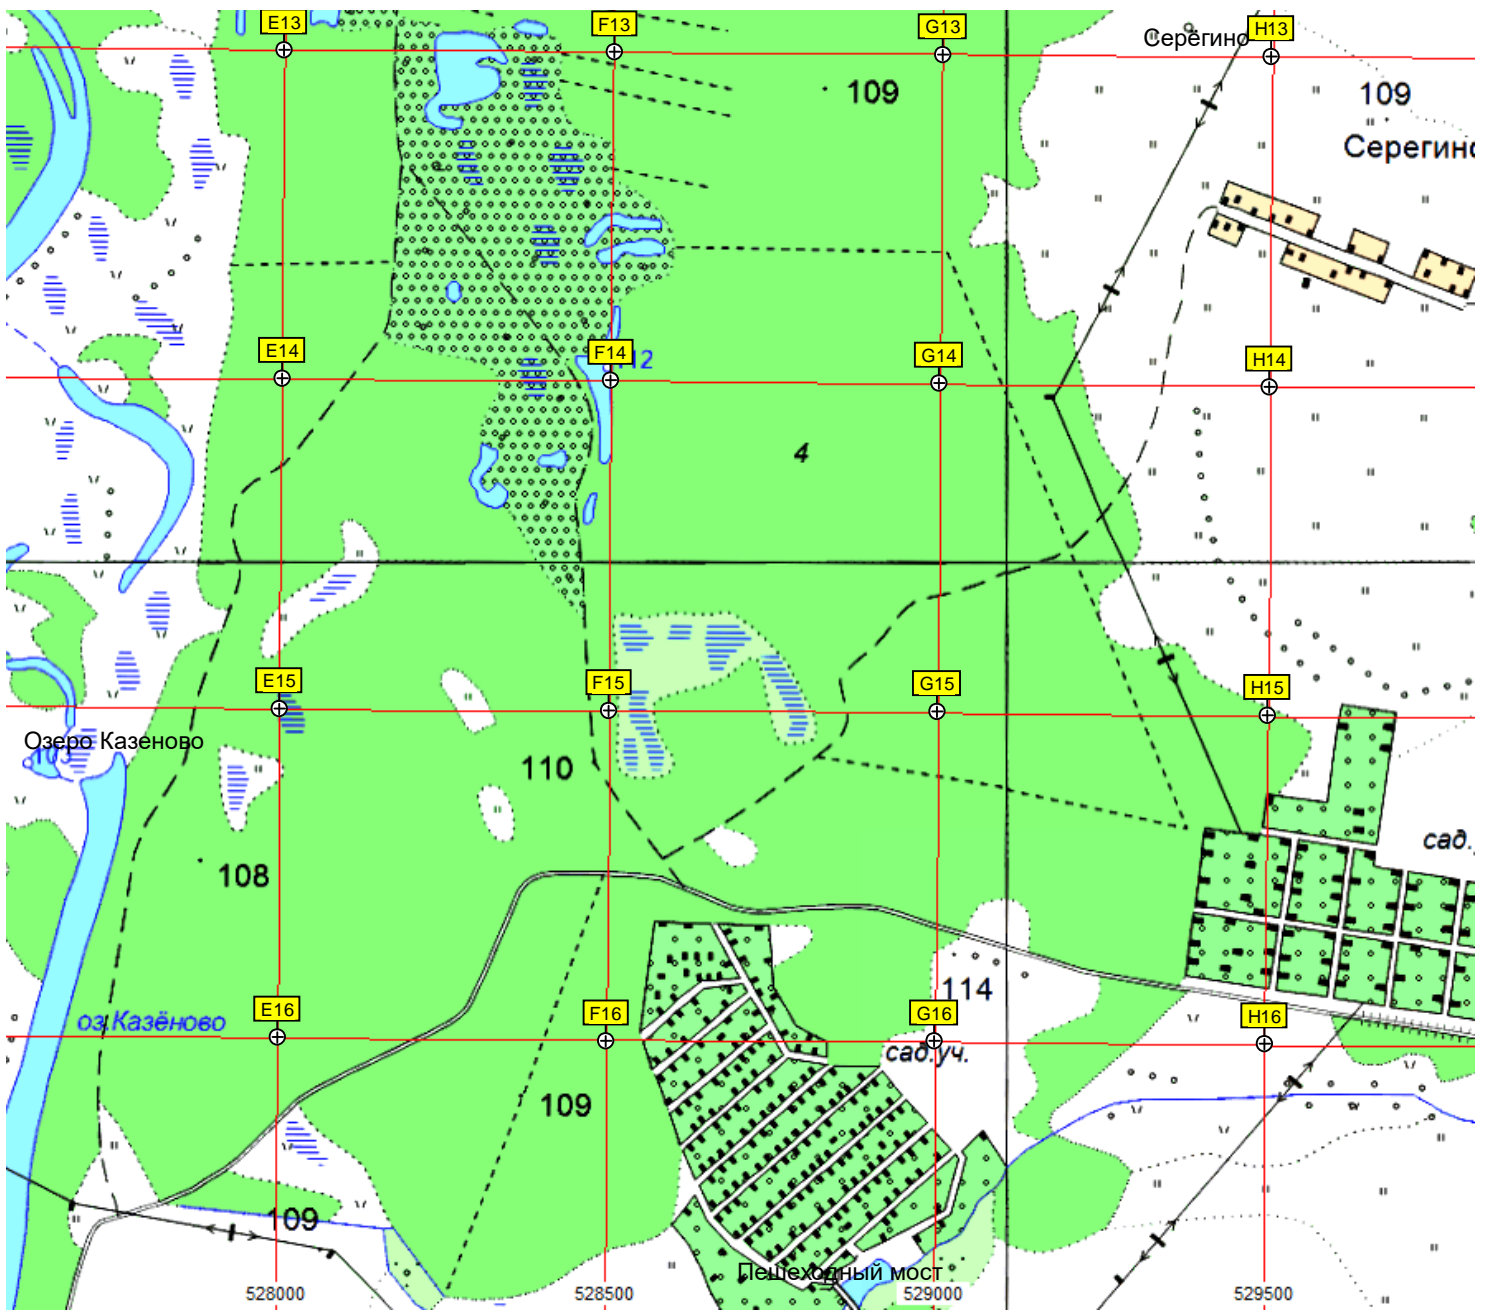 E13
F13
G13
Серегино
H13
109
109
Серегино
E14
F14
12
G14
H14
4
E15
F15
G15
H15
Озеро Казеново
110
108
сад.
E16
оз.Казёново
F16
114
G16
H16
сад.уч.
109
109
Пешеходный мост
528000
528500
529000
529500